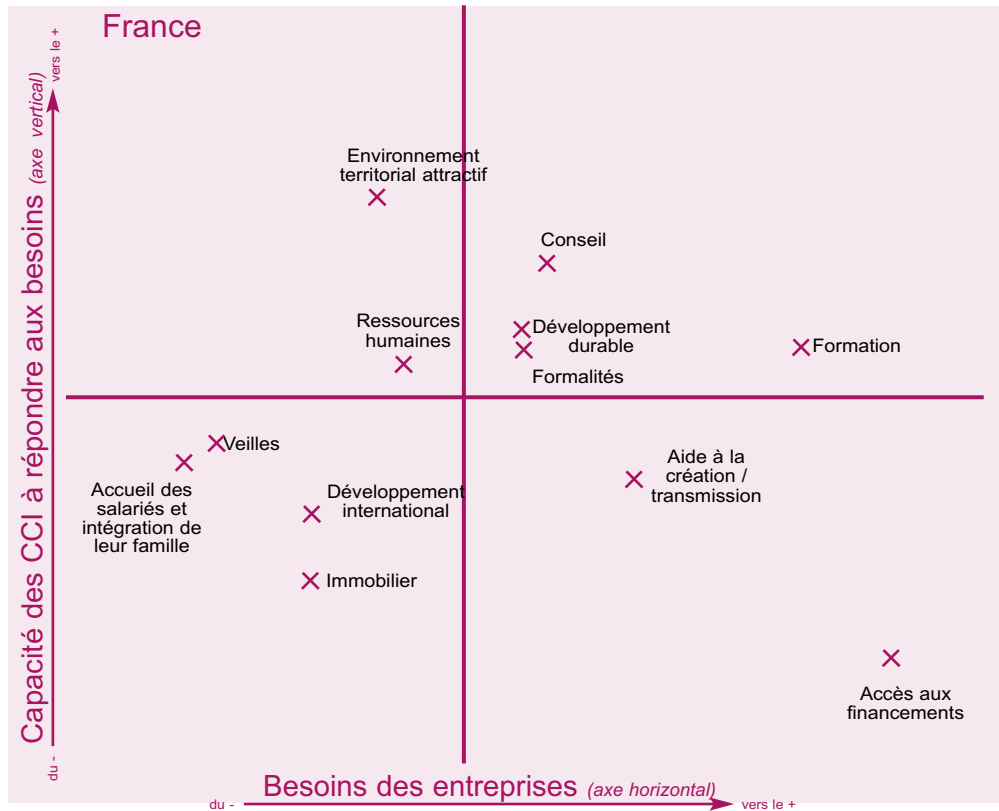 France
Capacité des CCI à répondre aux besoins (axe vertical)
vers le +
du -
Environnement
territorial attractif
Conseil
Ressources
humaines
Développement
durable
Formalités
Formation
Veilles
Accueil des
salariés et
intégration de
leur famille
Développement
international
Immobilier
Aide à la
création /
transmission
Accès aux
financements
Besoins des entreprises (axe horizontal)
du -
vers le +